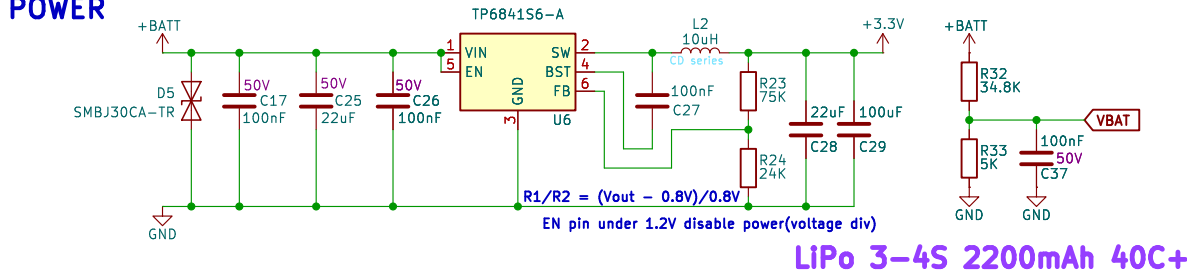 POWER
+BATT
TP6841S6-A
L2
10uH
CD series
+3.3V
+BATT
1 VIN
5 EN
SW 2
BST 4
FB 6
GND
3
U6
D5
SMBJ30CA-TR
50V
C17
100nF
50V
C25
22uF
50V
C26
100nF
100nF
C27
R23
75K
R24
24K
22uF
C28
100uF
C29
R32
34.8K
R33
5K
VBAT
100nF
50V
C37
GND
GND
GND
R1/R2 = (Vout - 0.8V)/0.8V
EN pin under 1.2V disable power(voltage div)
LiPo 3-4S 2200mAh 40C+